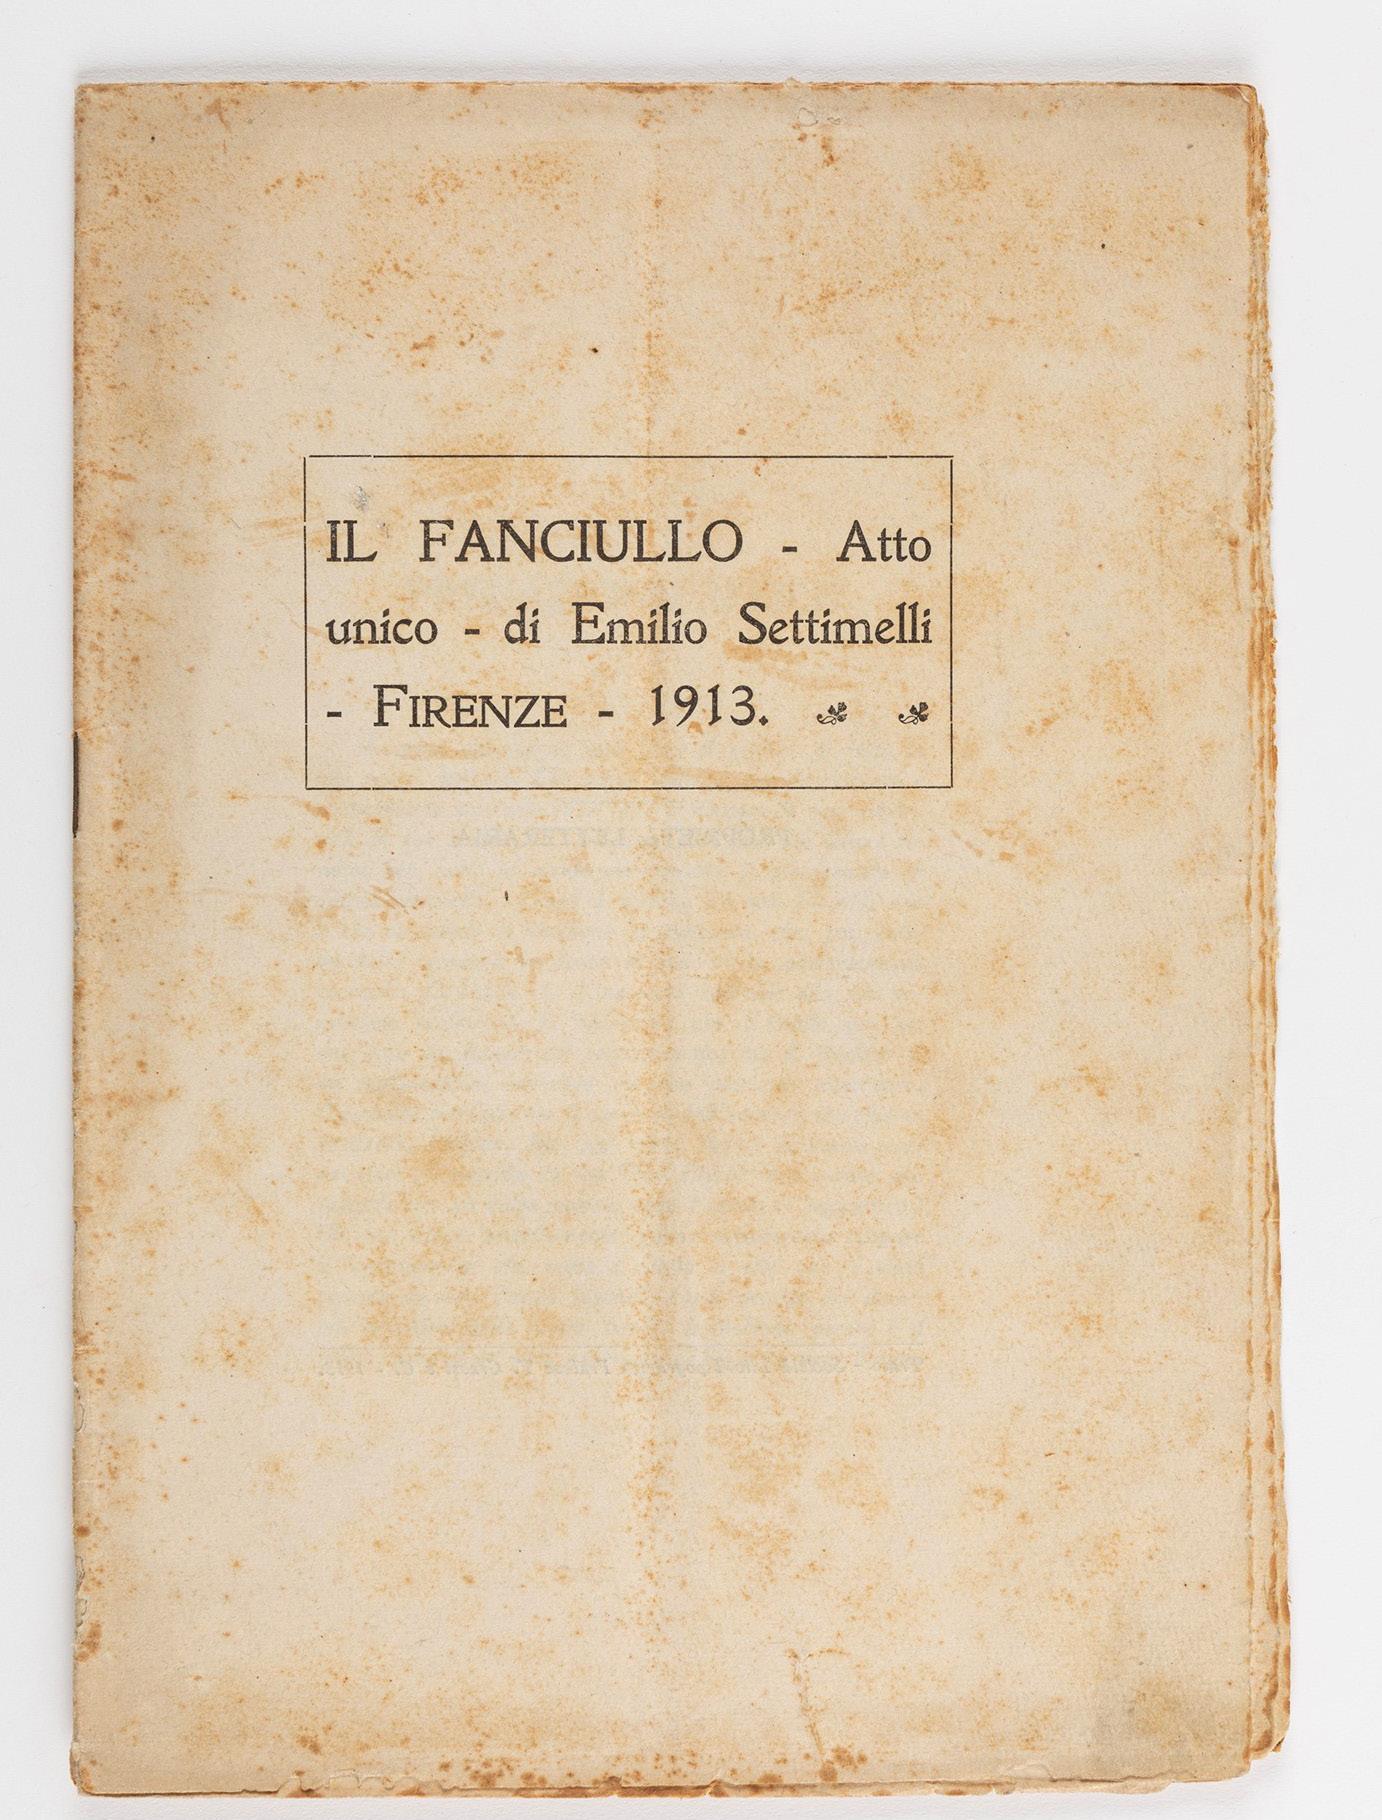 IL FANCIULLO - Atto
unico - di Emilio Settimelli
- FIRENZE - 1913.